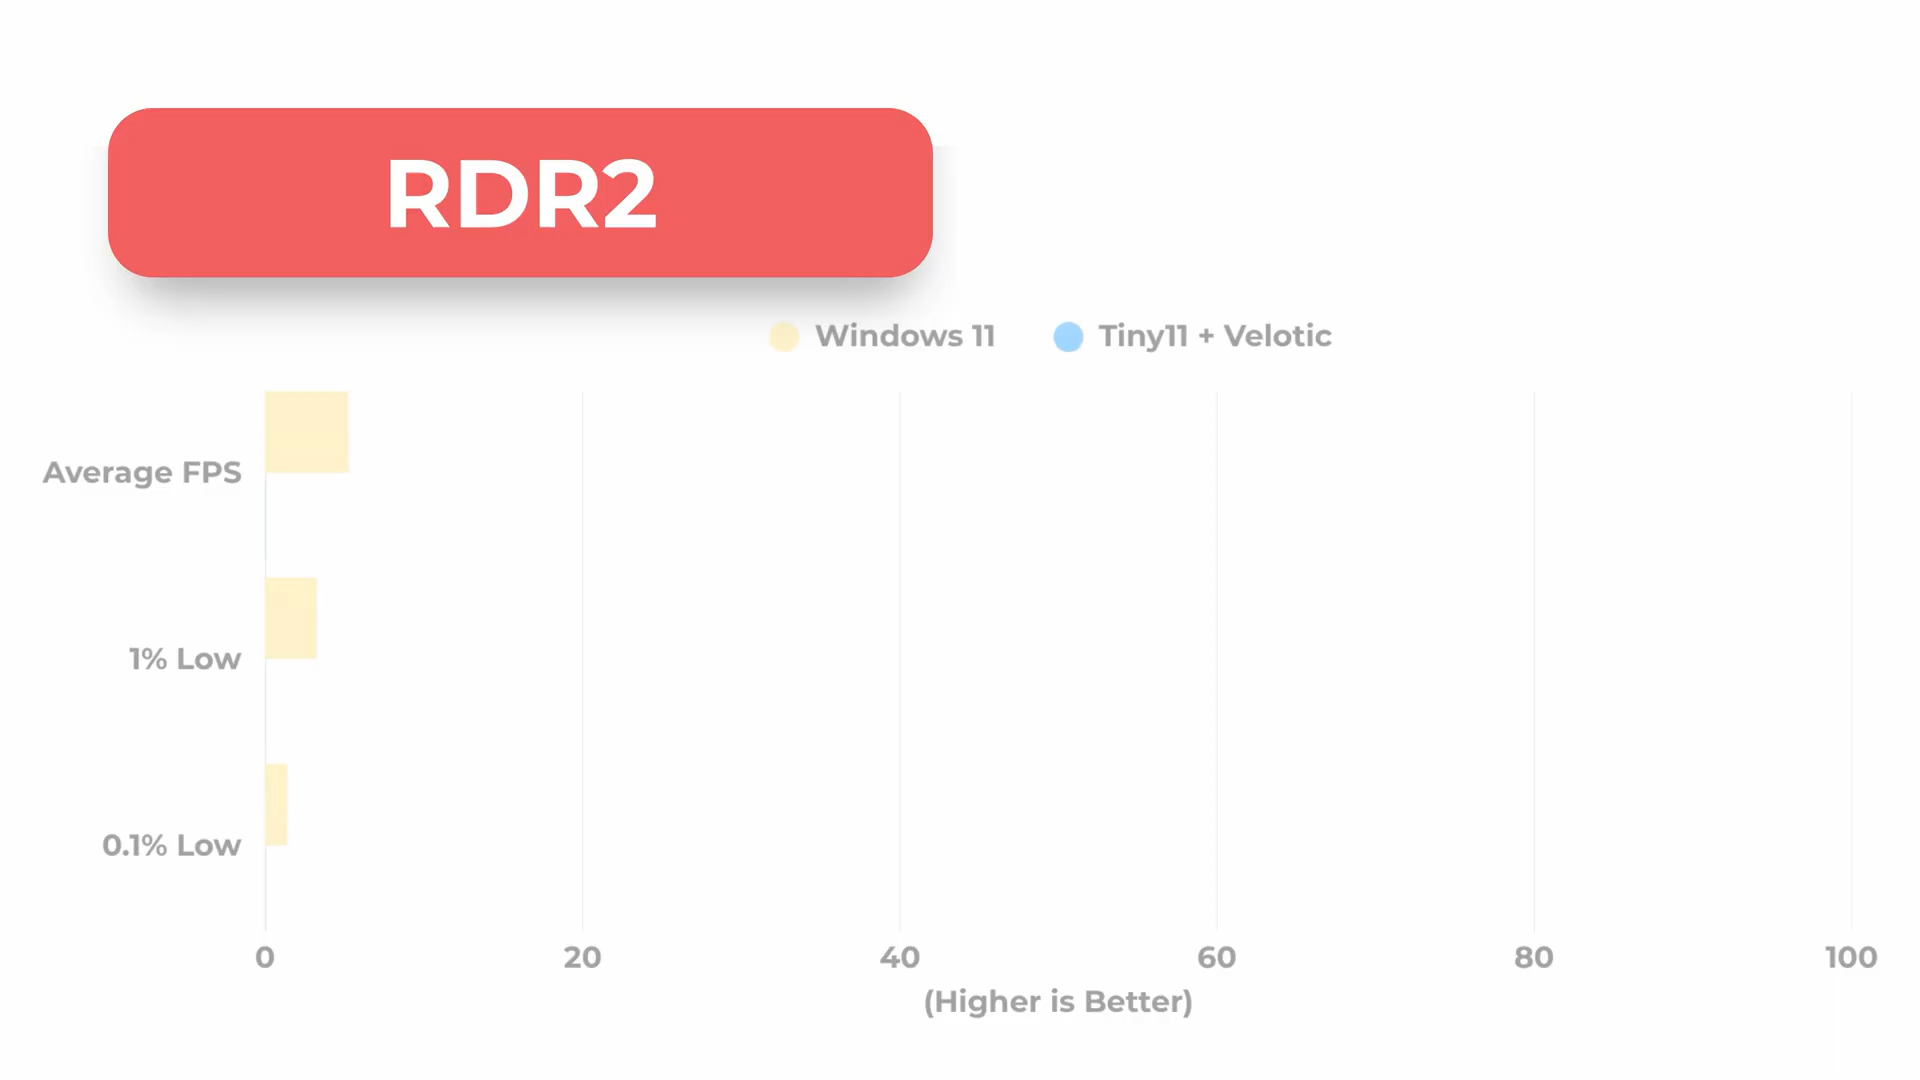 RDR2
Windows 11
Tiny11 + Velotic
Average FPS
1% Low
0.1% Low
0 20 40 60 80 100
(Higher is Better)